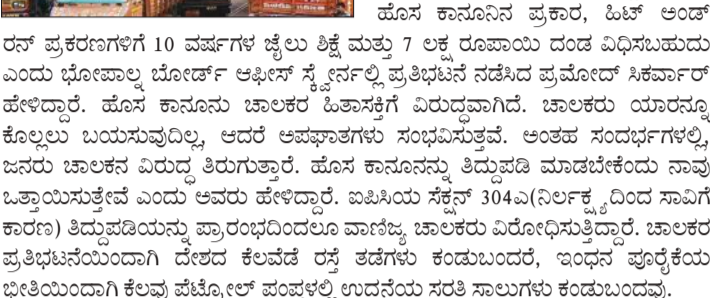 ಹೊಸ ಕಾನೂನಿನ ಪ್ರಕಾರ, ಹಿಟ್ ಅಂಡ್
ರನ್ ಪ್ರಕರಣಗಳಿಗೆ 10 ವರ್ಷಗಳ ಜೈಲು ಶಿಕ್ಷೆ ಮತ್ತು 7 ಲಕ್ಷ ರೂಪಾಯಿ ದಂಡ ವಿಧಿಸಬಹುದು
ಎಂದು ಭೋಪಾಲ್ನ ಬೋರ್ಡ್ ಆಫೀಸ್ ಸ್ಕ್ವೇರ್ನಲ್ಲಿ ಪ್ರತಿಭಟನೆ ನಡೆಸಿದ ಪ್ರಮೋದ್ ಸಿಕರ್ವಾರ್
ಹೇಳಿದ್ದಾರೆ. ಹೊಸ ಕಾನೂನು ಚಾಲಕರ ಹಿತಾಸಕ್ತಿಗೆ ವಿರುದ್ಧವಾಗಿದೆ. ಚಾಲಕರು ಯಾರನ್ನೂ
ಕೊಲ್ಲಲು ಬಯಸುವುದಿಲ್ಲ, ಆದರೆ ಅಪಘಾತಗಳು ಸಂಭವಿಸುತ್ತವೆ. ಅಂತಹ ಸಂದರ್ಭಗಳಲ್ಲಿ,
ಜನರು ಚಾಲಕನ ವಿರುದ್ಧ ತಿರುಗುತ್ತಾರೆ. ಹೊಸ ಕಾನೂನನ್ನು ತಿದ್ದುಪಡಿ ಮಾಡಬೇಕೆಂದು ನಾವು
ಒತ್ತಾಯಿಸುತ್ತೇವೆ ಎಂದು ಅವರು ಹೇಳಿದ್ದಾರೆ. ಐಪಿಸಿಯ ಸೆಕ್ಷನ್ 304ಎ(ನಿರ್ಲಕ್ಷ್ಯದಿಂದ ಸಾವಿಗೆ
ಕಾರಣ) ತಿದ್ದುಪಡಿಯನ್ನು ಪ್ರಾರಂಭದಿಂದಲೂ ವಾಣಿಜ್ಯ ಚಾಲಕರು ವಿರೋಧಿಸುತ್ತಿದ್ದಾರೆ. ಚಾಲಕರ
ಪ್ರತಿಭಟನೆಯಿಂದಾಗಿ ದೇಶದ ಕೆಲವೆಡೆ ರಸ್ತೆ ತಡೆಗಳು ಕಂಡುಬಂದರೆ, ಇಂಧನ ಪೂರೈಕೆಯ
ಭೀತಿಯಿಂದಾಗಿ ಕೆಲವು ಪೆಟ್ರೋಲ್ ಪಂಪಳಲ್ಲಿ ಉದ್ದನೆಯ ಸರತಿ ಸಾಲುಗಳು ಕಂಡುಬಂದವು.